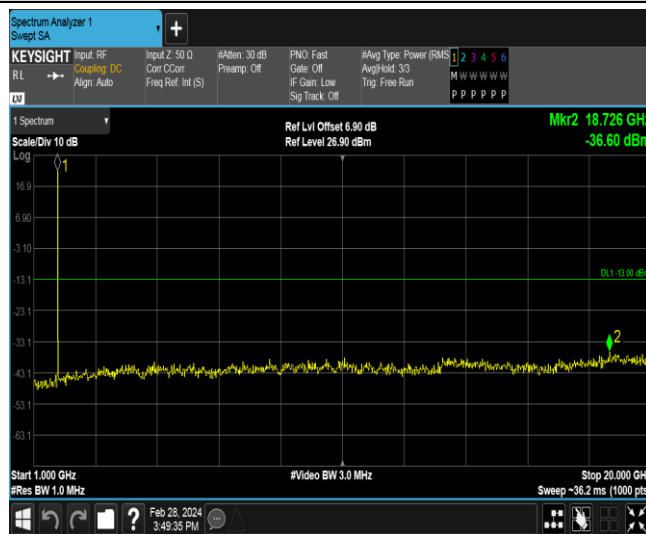 Spectrum Analyzer 1
Swept SA
+
KEYSIGHT Input: RF Input Z: 50 Ω #Atten: 30 dB PNO: Fast #Avg Type: Power (RMS 1 2 3 4 5 6
RL Coupling: DC Corr CCorr Preamp: Off Gate: Off Avg|Hold: 3/3 M W W W W W
Align: Auto Freq Ref: Int (S) IF Gain: Low Trig: Free Run
LXI Sig Track: Off P P P P P P
1 Spectrum Ref Lvl Offset 6.90 dB Mkr2 18.726 GH
Scale/Div 10 dB Ref Level 26.90 dBm -36.60 dBm
Log
1
16.9
6.90
-3.10
-13.1
DL1 -13.00 dBm
-23.1
-33.1
2
-43.1
-53.1
-63.1
Start 1.000 GHz #Video BW 3.0 MHz Stop 20.000 GH
#Res BW 1.0 MHz Sweep ~36.2 ms (1000 pts
? Feb 28, 2024
3:49:35 PM